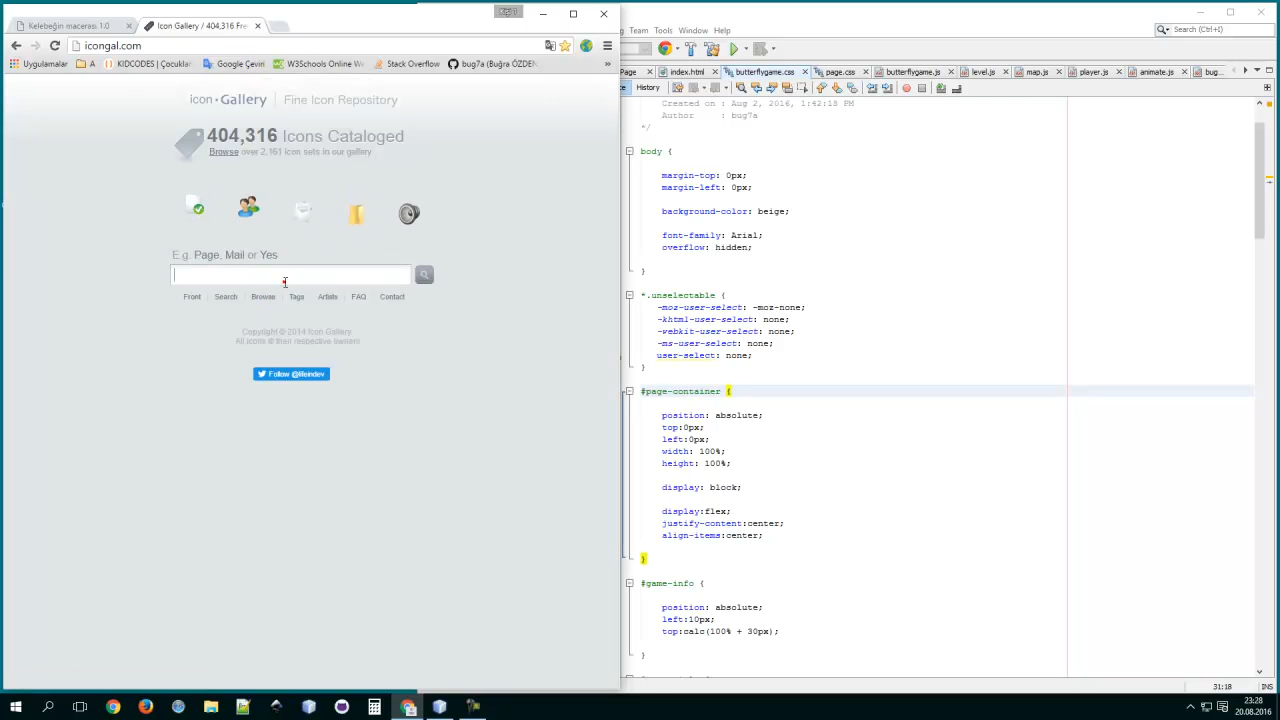 Kişi 1
Kelebeğin macerası 1.0
Icon Gallery / 404,316 Fre
icongal.com
Uygulamalar
A
KIDCODES | Çocuklar
Google Çeviri
W3Schools Online We
Stack Overflow
bug7a (Buğra ÖZDEN
»
icon Gallery
Fine Icon Repository
404,316 Icons Cataloged
Browse over 2,161 icon sets in our gallery
E.g. Page, Mail or Yes
Front
Search
Browse
Tags
Artists
FAQ
Contact
Copyright © 2014 Icon Gallery.
All icons © their respective owners
Follow @lifeindev
Team Tools Window Help
Search (Ctrl+I)
Page
index.html
butterflygame.css
page.css
butterflygame.js
level.js
map.js
player.js
animate.js
bug...
History
Created on : Aug 2, 2016, 1:42:18 PM
Author : bug7a
*/
body {
margin-top: 0px;
margin-left: 0px;
background-color: beige;
font-family: Arial;
overflow: hidden;
}
*.unselectable {
-moz-user-select: -moz-none;
-khtml-user-select: none;
-webkit-user-select: none;
-ms-user-select: none;
user-select: none;
}
#page-container {
position: absolute;
top:0px;
left:0px;
width: 100%;
height: 100%;
display: block;
display:flex;
justify-content:center;
align-items:center;
}
#game-info {
position: absolute;
left:10px;
top:calc(100% + 30px);
}
31:18
INS
23:28
20.08.2016